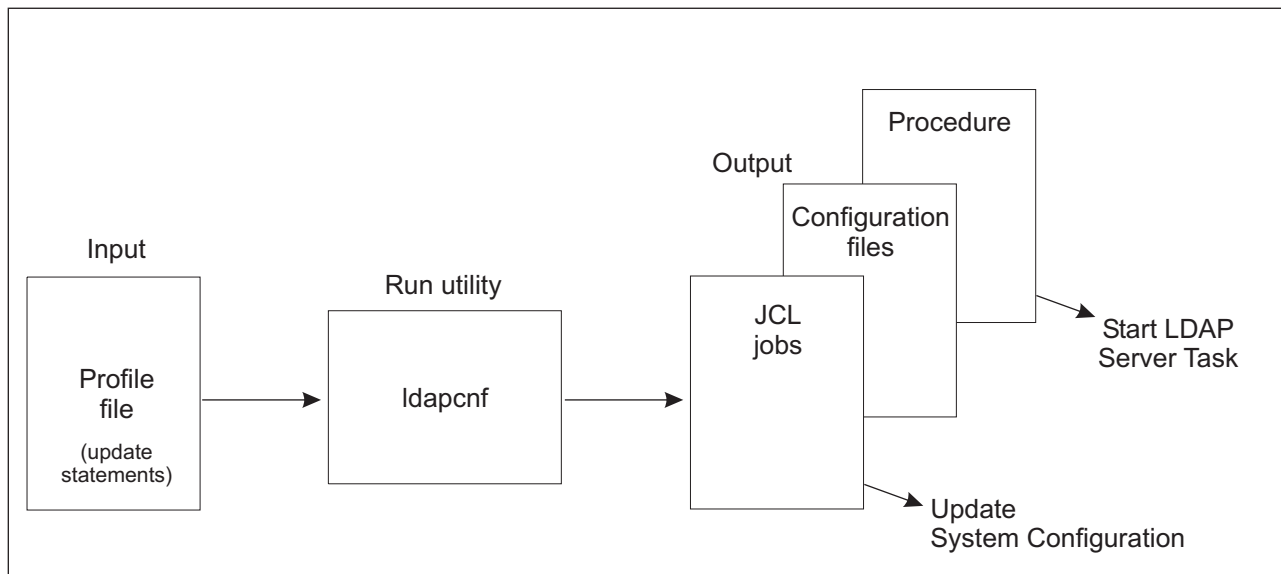 Input
Profile
file
(update
statements)
Run utility
ldapcnf
Output
Procedure
Configuration
files
JCL
jobs
Start LDAP
Server Task
Update
System Configuration